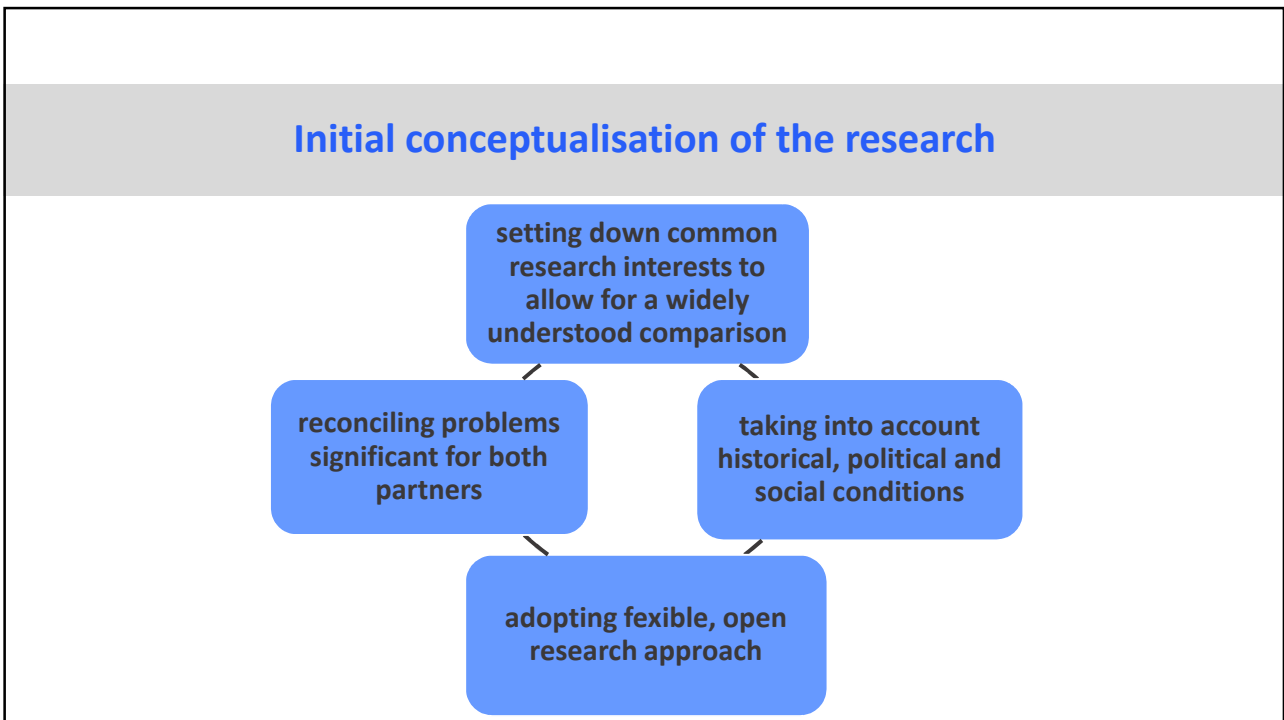 Initial conceptualisation of the research
setting down common
research interests to
allow for a widely
understood comparison
reconciling problems
significant for both
partners
taking into account
historical, political and
social conditions
adopting fexible, open
research approach